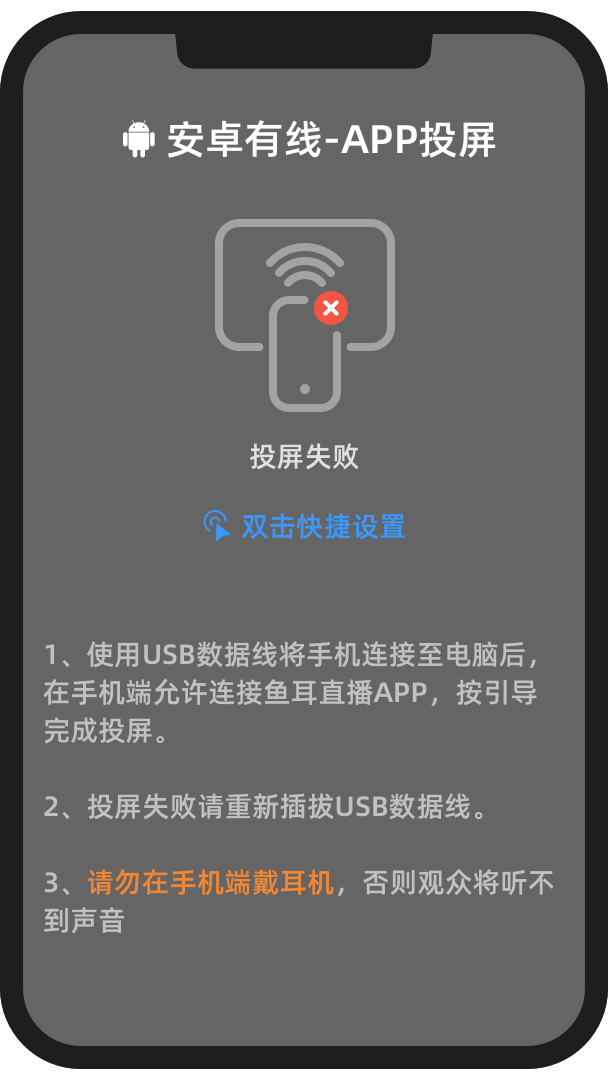 安卓有线-APP投屏
投屏失败
双击快捷设置
1、使用USB数据线将手机连接至电脑后，
在手机端允许连接鱼耳直播APP，按引导
完成投屏。
2、投屏失败请重新插拔USB数据线。
3、请勿在手机端戴耳机，否则观众将听不
到声音